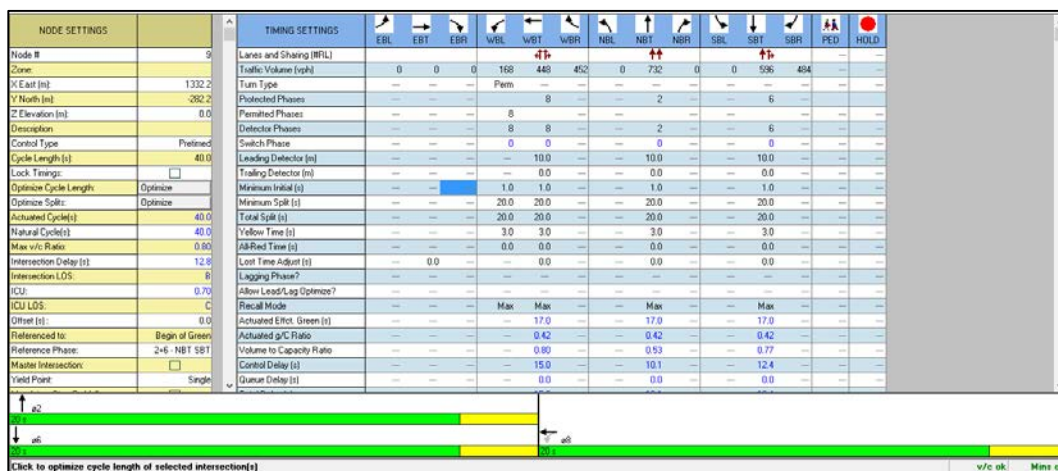 NODE SETTINGS
Node # 9
Zone:
X East (m): 1332.2
Y North (m): -282.2
Z Elevation (m): 0.0
Description
Control Type Pretimed
Cycle Length (s): 40.0
Lock Timings:
Optimize Cycle Length: Optimize
Optimize Splits: Optimize
Actuated Cycle(s): 40.0
Natural Cycle(s): 40.0
Max v/c Ratio: 0.80
Intersection Delay (s): 12.8
Intersection LOS: B
ICU: 0.70
ICU LOS: C
Offset (s) : 0.0
Referenced to: Begin of Green
Reference Phase: 2+6 - NBT SBT
Master Intersection:
Yield Point: Single
TIMING SETTINGS EBL EBT EBR WBL WBT WBR NBL NBT NBR SBL SBT SBR PED HOLD
Lanes and Sharing (#RL) — —
Traffic Volume (vph) 0 0 0 168 448 452 0 732 0 0 596 484 — —
Turn Type — — — Perm — — — — — — — — — —
Protected Phases — — — 8 — — 2 — — 6 — — —
Permitted Phases — — — 8 — — — — — — — —
Detector Phases — — — 8 8 — — 2 — — 6 — — —
Switch Phase — — — 0 0 — — 0 — — 0 — — —
Leading Detector (m) — — — — 10.0 — — 10.0 — — 10.0 — — —
Trailing Detector (m) — — — — 0.0 — — 0.0 — — 0.0 — — —
Minimum Initial (s) — — 1.0 1.0 — — 1.0 — — 1.0 — — —
Minimum Split (s) — — — 20.0 20.0 — — 20.0 — — 20.0 — — —
Total Split (s) — — — 20.0 20.0 — — 20.0 — — 20.0 — — —
Yellow Time (s) — — — 3.0 3.0 — — 3.0 — — 3.0 — — —
All-Red Time (s) — — — 0.0 0.0 — — 0.0 — — 0.0 — — —
Lost Time Adjust (s) — 0.0 — — 0.0 — — 0.0 — — 0.0 — — —
Lagging Phase? — — — — — — — — — — — — — —
Allow Lead/Lag Optimize? — — — — — — — — — — — — — —
Recall Mode — — — Max Max — — Max — — Max — — —
Actuated Effct. Green (s) — — — — 17.0 — — 17.0 — — 17.0 — — —
Actuated g/C Ratio — — — — 0.42 — — 0.42 — — 0.42 — — —
Volume to Capacity Ratio — — — — 0.80 — — 0.53 — — 0.77 — — —
Control Delay (s) — — — — 15.0 — — 10.1 — — 12.4 — — —
Queue Delay (s) — — — — 0.0 — — 0.0 — — 0.0 — — —
ø2
20 s
ø6 ø8
20 s 20 s
Click to optimize cycle length of selected intersection(s) v/c ok Mins